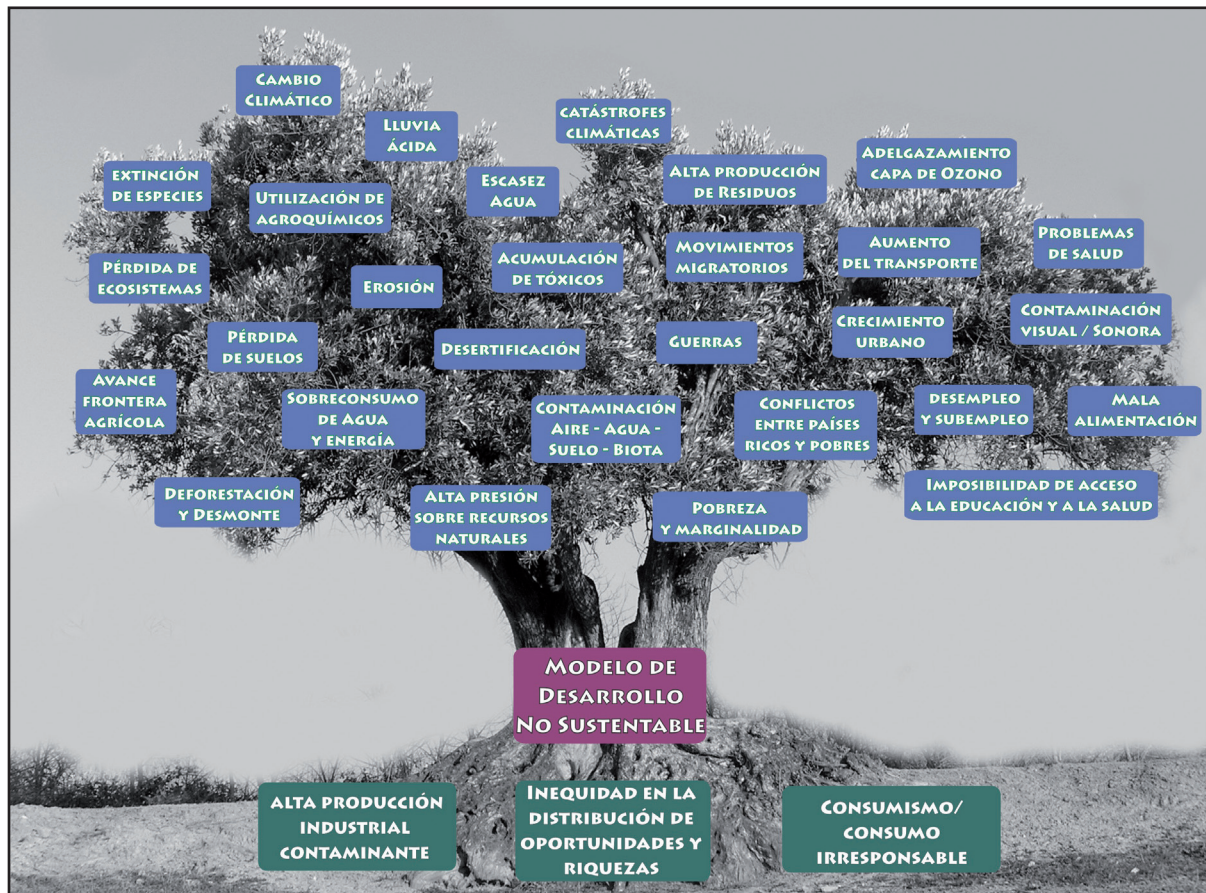 Cambio
Climático
Lluvia
Ácida
catástrofes
climáticas
extinción
de especies
Utilización de
agroquímicos
Escasez
Agua
Alta producción
de Residuos
Adelgazamiento
capa de Ozono
Pérdida de
ecosistemas
Erosión
Acumulación
de tóxicos
Movimientos
migratorios
Aumento
del transporte
Problemas
de salud
Pérdida
de suelos
Desertificación
Guerras
Crecimiento
urbano
Contaminación
visual / Sonora
Avance
frontera
agrícola
Sobreconsumo
de Agua
y energía
Contaminación
Aire - Agua -
Suelo - Biota
Conflictos
entre países
ricos y pobres
desempleo
y subempleo
Mala
alimentación
Deforestación
y Desmonte
Alta presión
sobre recursos
naturales
Pobreza
y marginalidad
Imposibilidad de acceso
a la educación y a la salud
Modelo de
Desarrollo
No Sustentable
alta producción
industrial
contaminante
Inequidad en la
distribución de
oportunidades y
riquezas
Consumismo/
consumo
irresponsable